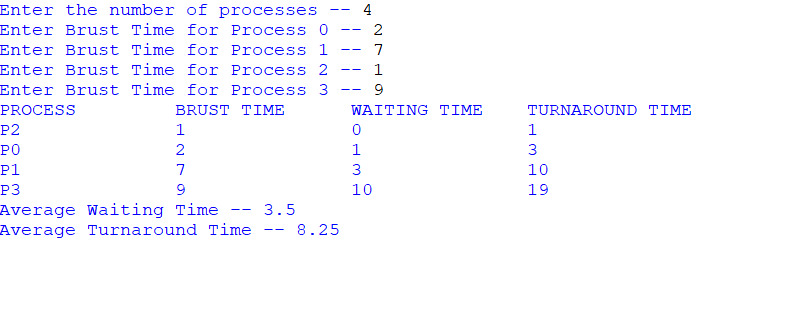 Enter the number of processes -- 4
Enter Brust Time for Process 0 -- 2
Enter Brust Time for Process 1 -- 7
Enter Brust Time for Process 2 -- 1
Enter Brust Time for Process 3 -- 9
PROCESS BRUST TIME WAITING TIME TURNAROUND TIME
P2 1 0 1
P0 2 1 3
P1 7 3 10
P3 9 10 19
Average Waiting Time -- 3.5
Average Turnaround Time -- 8.25